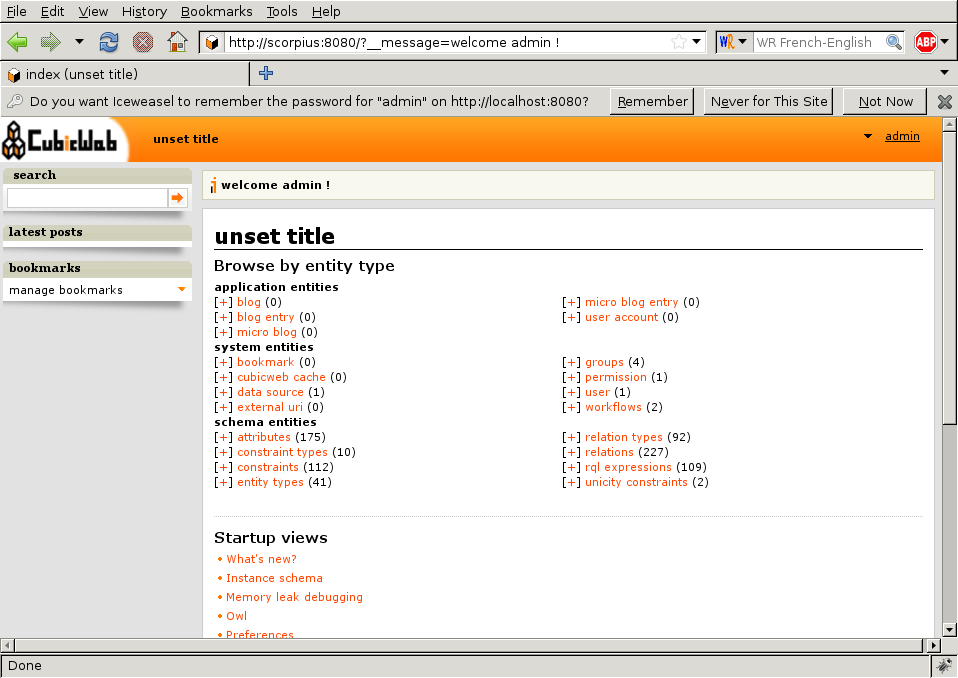 File Edit View History Bookmarks Tools Help
http://scorpius:8080/?__message=welcome admin !
WR
WR French-English
ABP
index (unset title)
Do you want Iceweasel to remember the password for "admin" on http://localhost:8080?
Remember
Never for This Site
Not Now
CubicWeb
unset title
admin
search
welcome admin !
latest posts
bookmarks
manage bookmarks
unset title
Browse by entity type
application entities
[+] blog (0)
[+] micro blog entry (0)
[+] blog entry (0)
[+] user account (0)
[+] micro blog (0)
system entities
[+] bookmark (0)
[+] groups (4)
[+] cubicweb cache (0)
[+] permission (1)
[+] data source (1)
[+] user (1)
[+] external uri (0)
[+] workflows (2)
schema entities
[+] attributes (175)
[+] relation types (92)
[+] constraint types (10)
[+] relations (227)
[+] constraints (112)
[+] rql expressions (109)
[+] entity types (41)
[+] unicity constraints (2)
Startup views
What's new?
Instance schema
Memory leak debugging
Owl
Preferences
Done